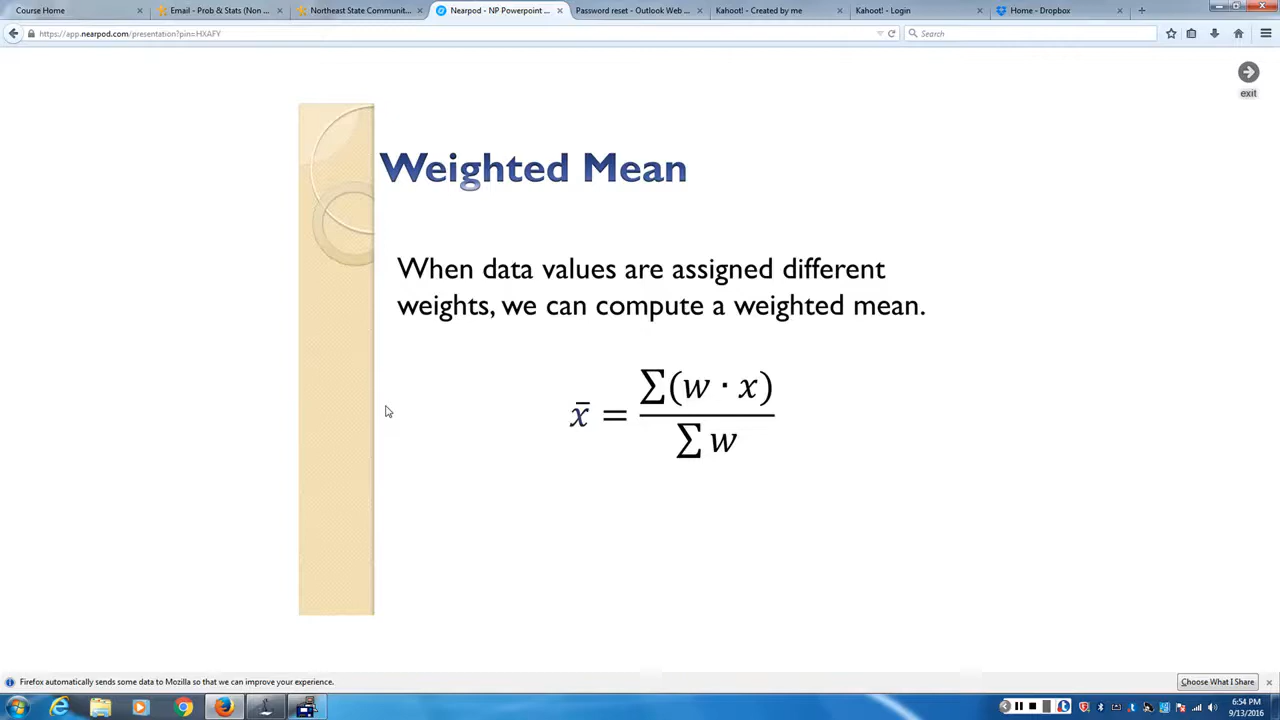 Course Home
Email - Prob & Stats (Non ...
Northeast State Communit...
Nearpod - NP Powerpoint ...
Password reset - Outlook Web ...
Kahoot! - Created by me
Kahoot! - Login
Home - Dropbox
https://app.nearpod.com/presentation?pin=HXAFY
Search
exit
Weighted Mean
When data values are assigned different
weights, we can compute a weighted mean.
x̄ = ∑(w · x) / ∑ w
Firefox automatically sends some data to Mozilla so that we can improve your experience.
Choose What I Share
6:54 PM
9/13/2016